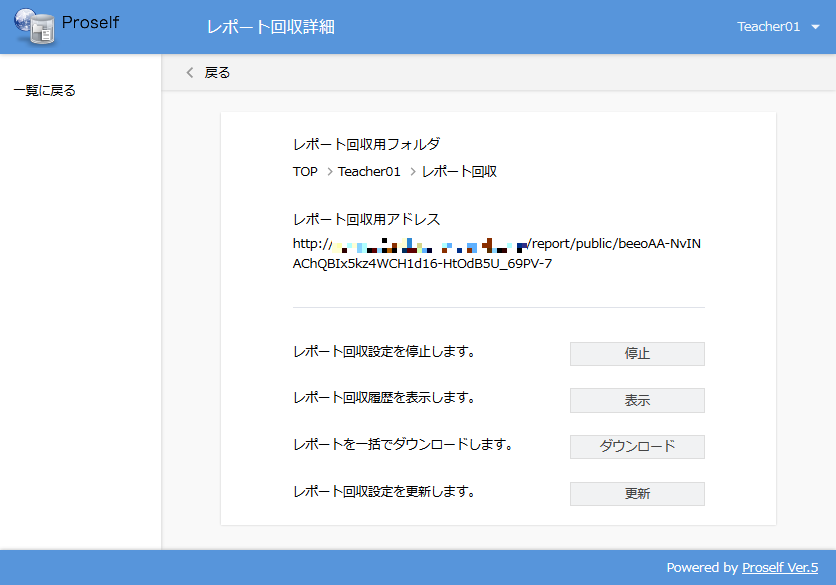 Proself
レポート回収詳細
Teacher01
一覧に戻る
戻る
レポート回収用フォルダ
TOP > Teacher01 > レポート回収
レポート回収用アドレス
http:// /report/public/beeoAA-NvIN
AChQBIx5kz4WCH1d16-HtOdB5U_69PV-7
レポート回収設定を停止します。 停止
レポート回収履歴を表示します。 表示
レポートを一括でダウンロードします。 ダウンロード
レポート回収設定を更新します。 更新
Powered by Proself Ver.5